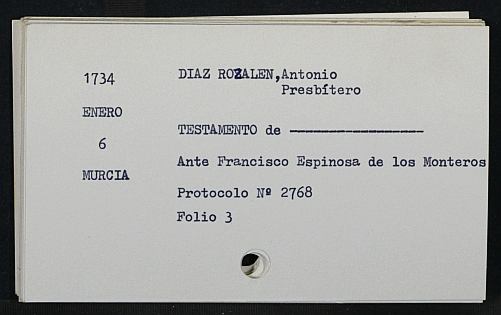 1734
DIAZ ROZALEN, Antonio
Presbítero
ENERO
6
TESTAMENTO de -----------------
MURCIA
Ante Francisco Espinosa de los Monteros
Protocolo Nº 2768
Folio 3